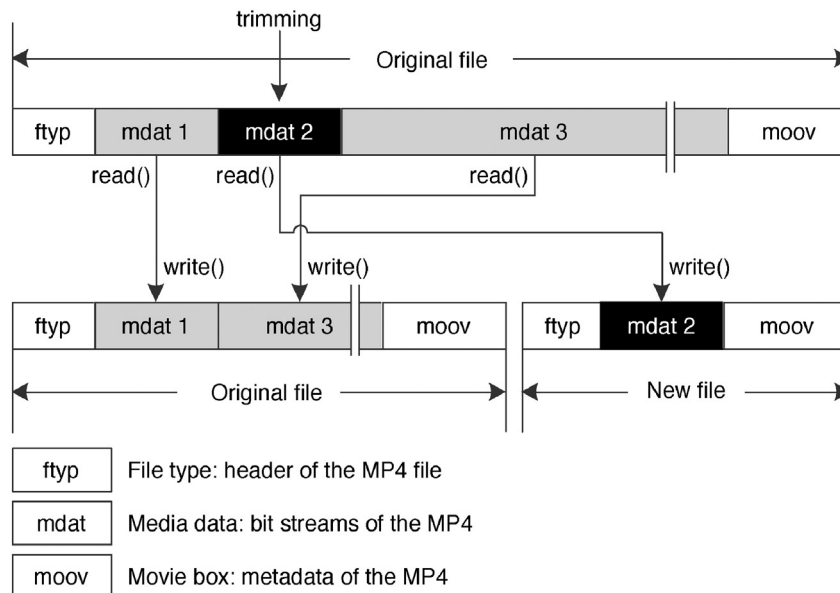 trimming
Original file
ftyp mdat 1 mdat 2 mdat 3 moov
read() read() read()
write() write() write()
ftyp mdat 1 mdat 3 moov ftyp mdat 2 moov
Original file New file
ftyp File type: header of the MP4 file
mdat Media data: bit streams of the MP4
moov Movie box: metadata of the MP4